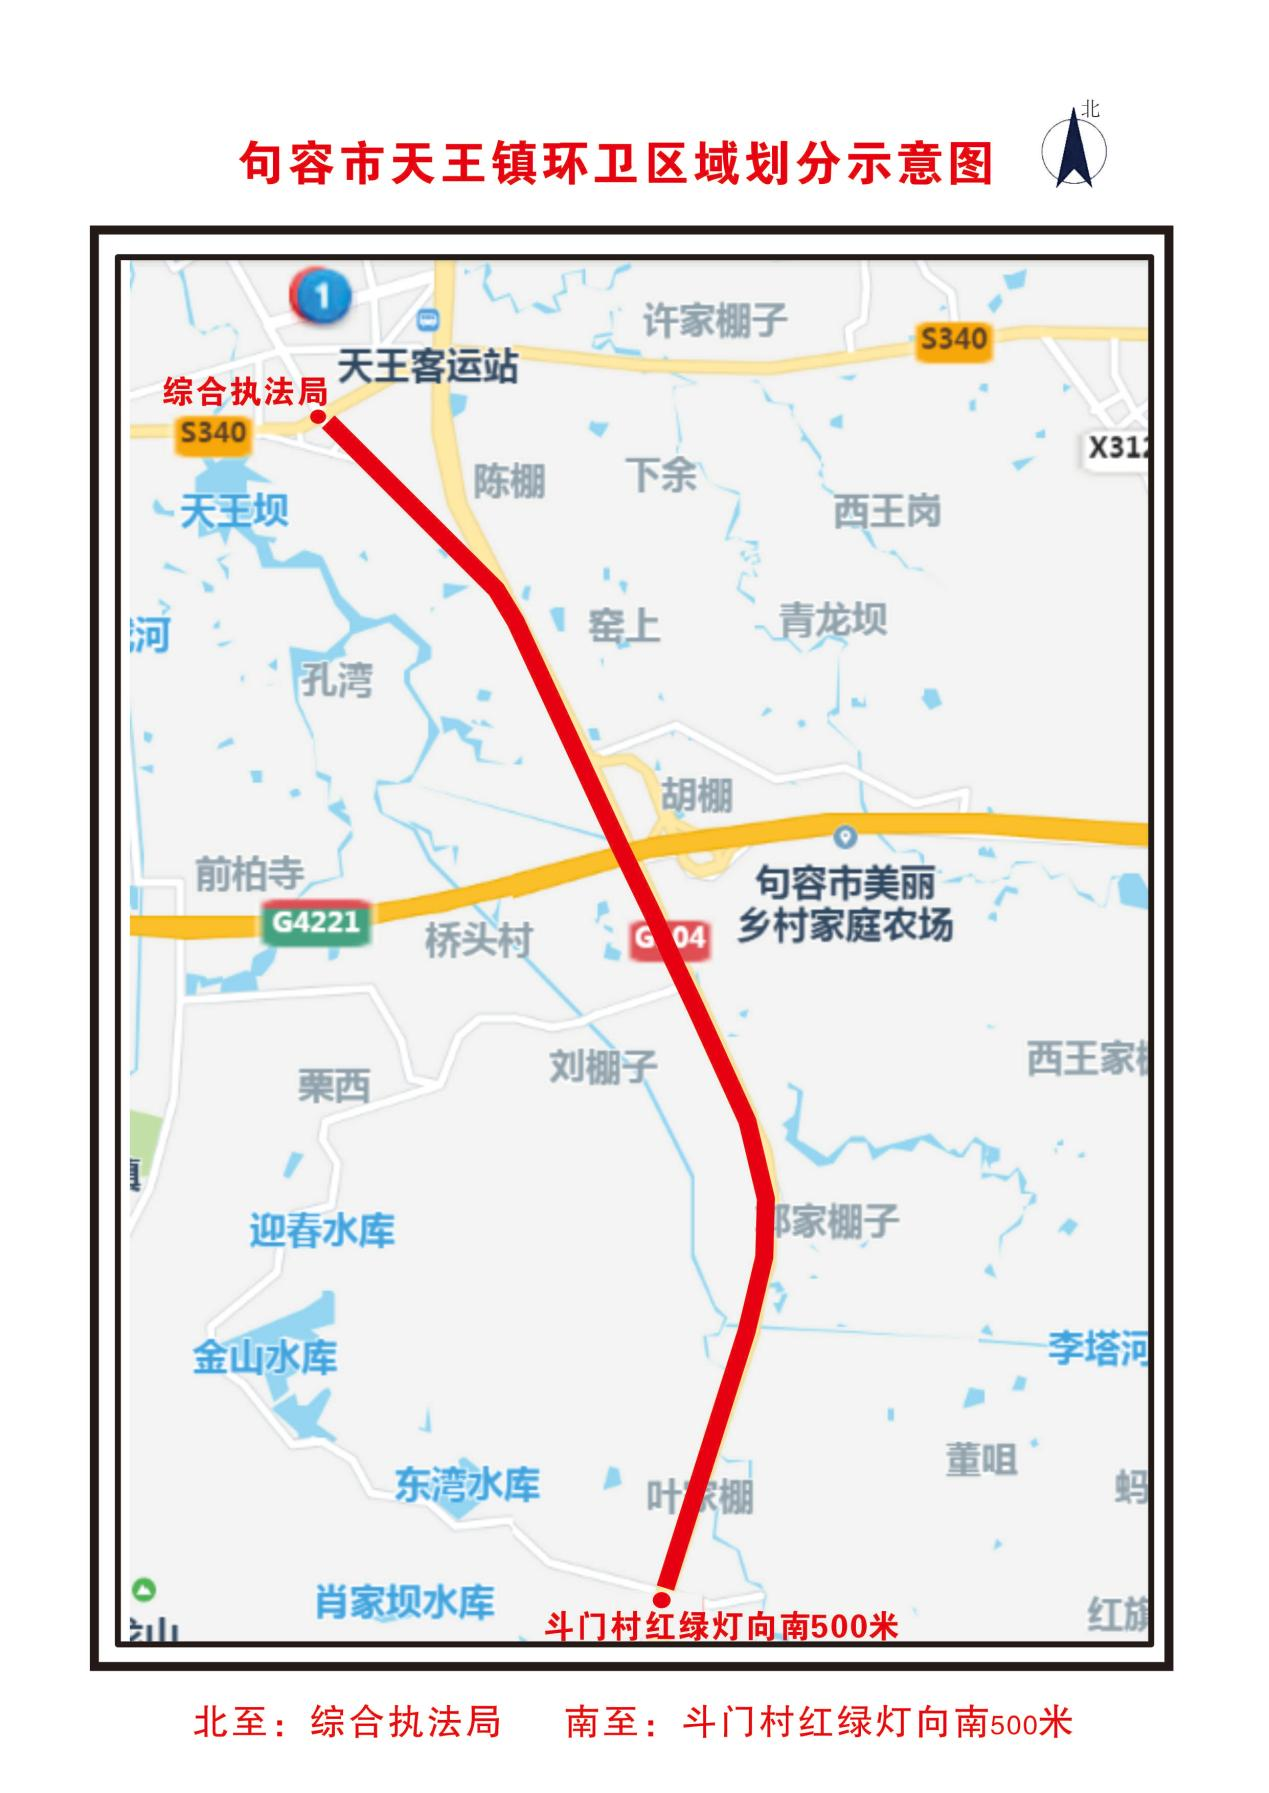 北
句容市天王镇环卫区域划分示意图
1
许家棚子
S340
天王客运站
综合执法局
S340
X312
陈棚
下余
天王坝
西王岗
河
窑上
青龙坝
孔湾
胡棚
前柏寺
句容市美丽
乡村家庭农场
G4221
桥头村
G104
刘棚子
西王家棚
栗西
家棚子
迎春水库
金山水库
李塔河
董咀
东湾水库
叶家棚
蚂
肖家坝水库
红旗
山
斗门村红绿灯向南500米
北至：综合执法局 南至：斗门村红绿灯向南500米